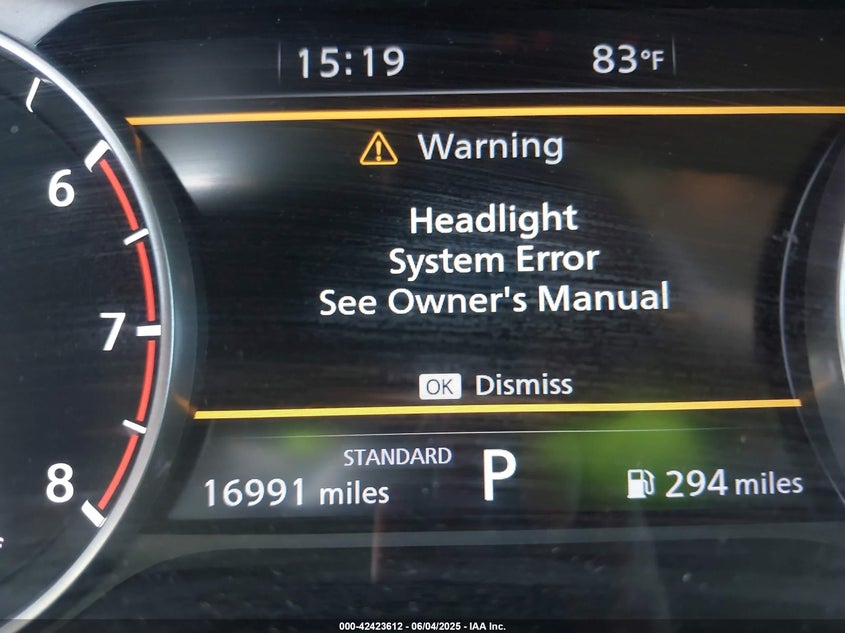 15:19 83°F
Warning
6
Headlight
System Error
See Owner's Manual
7
OK Dismiss
STANDARD
8 16991 miles P 294 miles
000-42423612 - 06/04/2025 - IAA Inc.